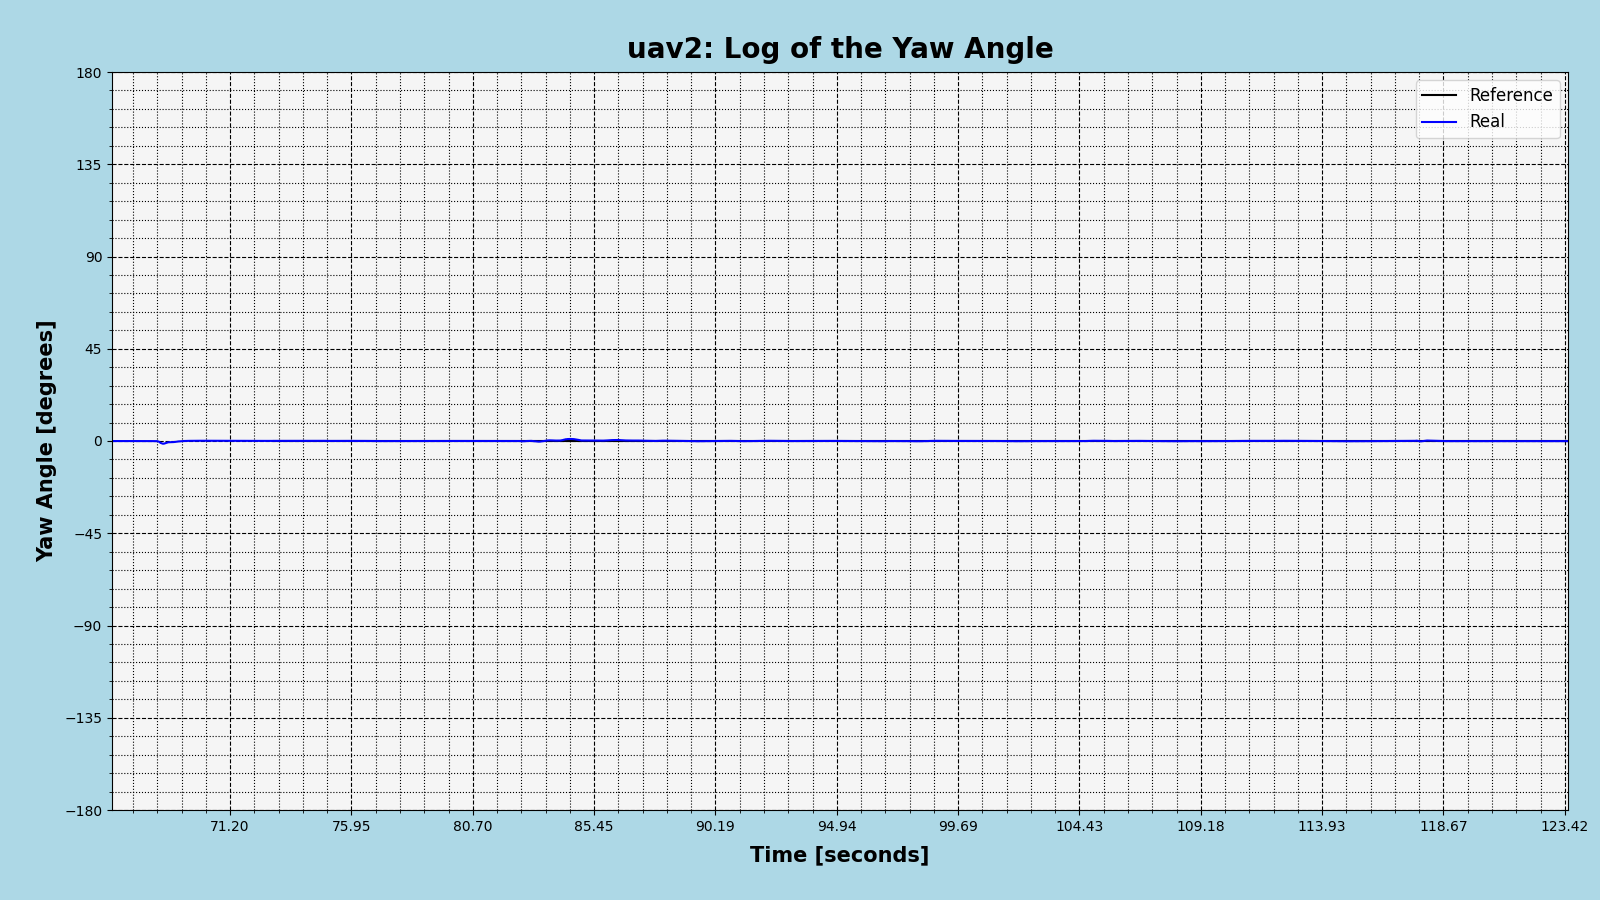 uav2: Log of the Yaw Angle
Reference
Real
Yaw Angle [degrees]
180
135
90
45
0
−45
−90
−135
−180
71.20 75.95 80.70 85.45 90.19 94.94 99.69 104.43 109.18 113.93 118.67 123.42
Time [seconds]